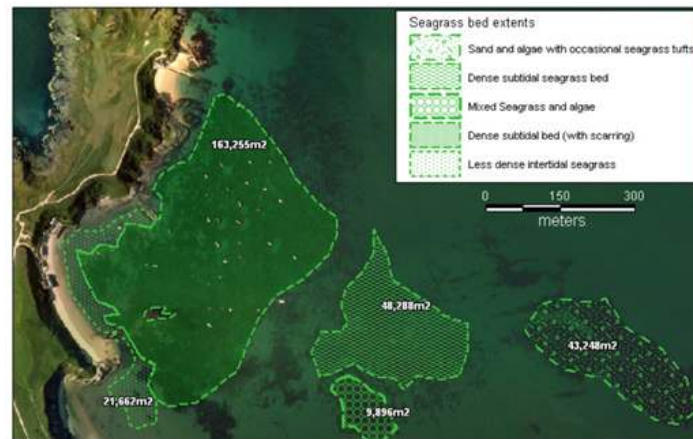 Seagrass bed extents
Sand and algae with occasional seagrass tufts
Dense subtidal seagrass bed
Mixed Seagrass and algae
Dense subtidal bed (with scarring)
Less dense intertidal seagrass
0 150 300
meters
163,255m2
48,288m2
43,248m2
21,662m2
9,896m2